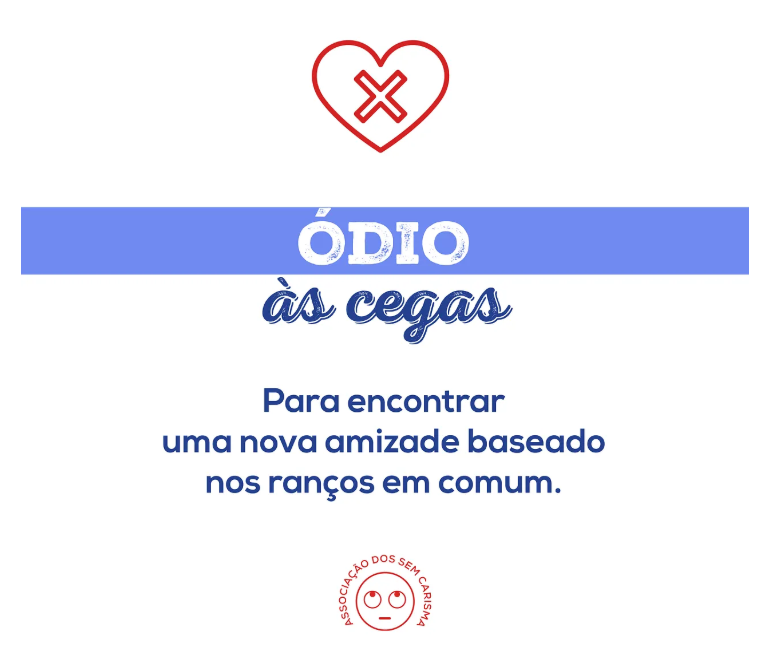 ÓDIO
às cegas
Para encontrar
uma nova amizade baseado
nos ranços em comum.
ASSOCIAÇÃO DOS SEM CARISMA